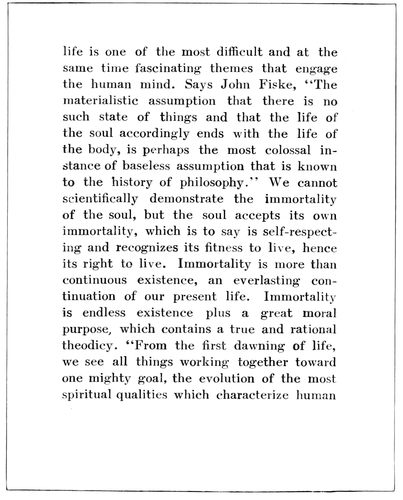 life is one of the most difficult and at the
same time fascinating themes that engage
the human mind. Says John Fiske, "The
materialistic assumption that there is no
such state of things and that the life of
the soul accordingly ends with the life of
the body, is perhaps the most colossal in-
stance of baseless assumption that is known
to the history of philosophy." We cannot
scientifically demonstrate the immortality
of the soul, but the soul accepts its own
immortality, which is to say is self-respect-
ing and recognizes its fitness to live, hence
its right to live. Immortality is more than
continuous existence, an everlasting con-
tinuation of our present life. Immortality
is endless existence plus a great moral
purpose, which contains a true and rational
theodicy. "From the first dawning of life,
we see all things working together toward
one mighty goal, the evolution of the most
spiritual qualities which characterize human